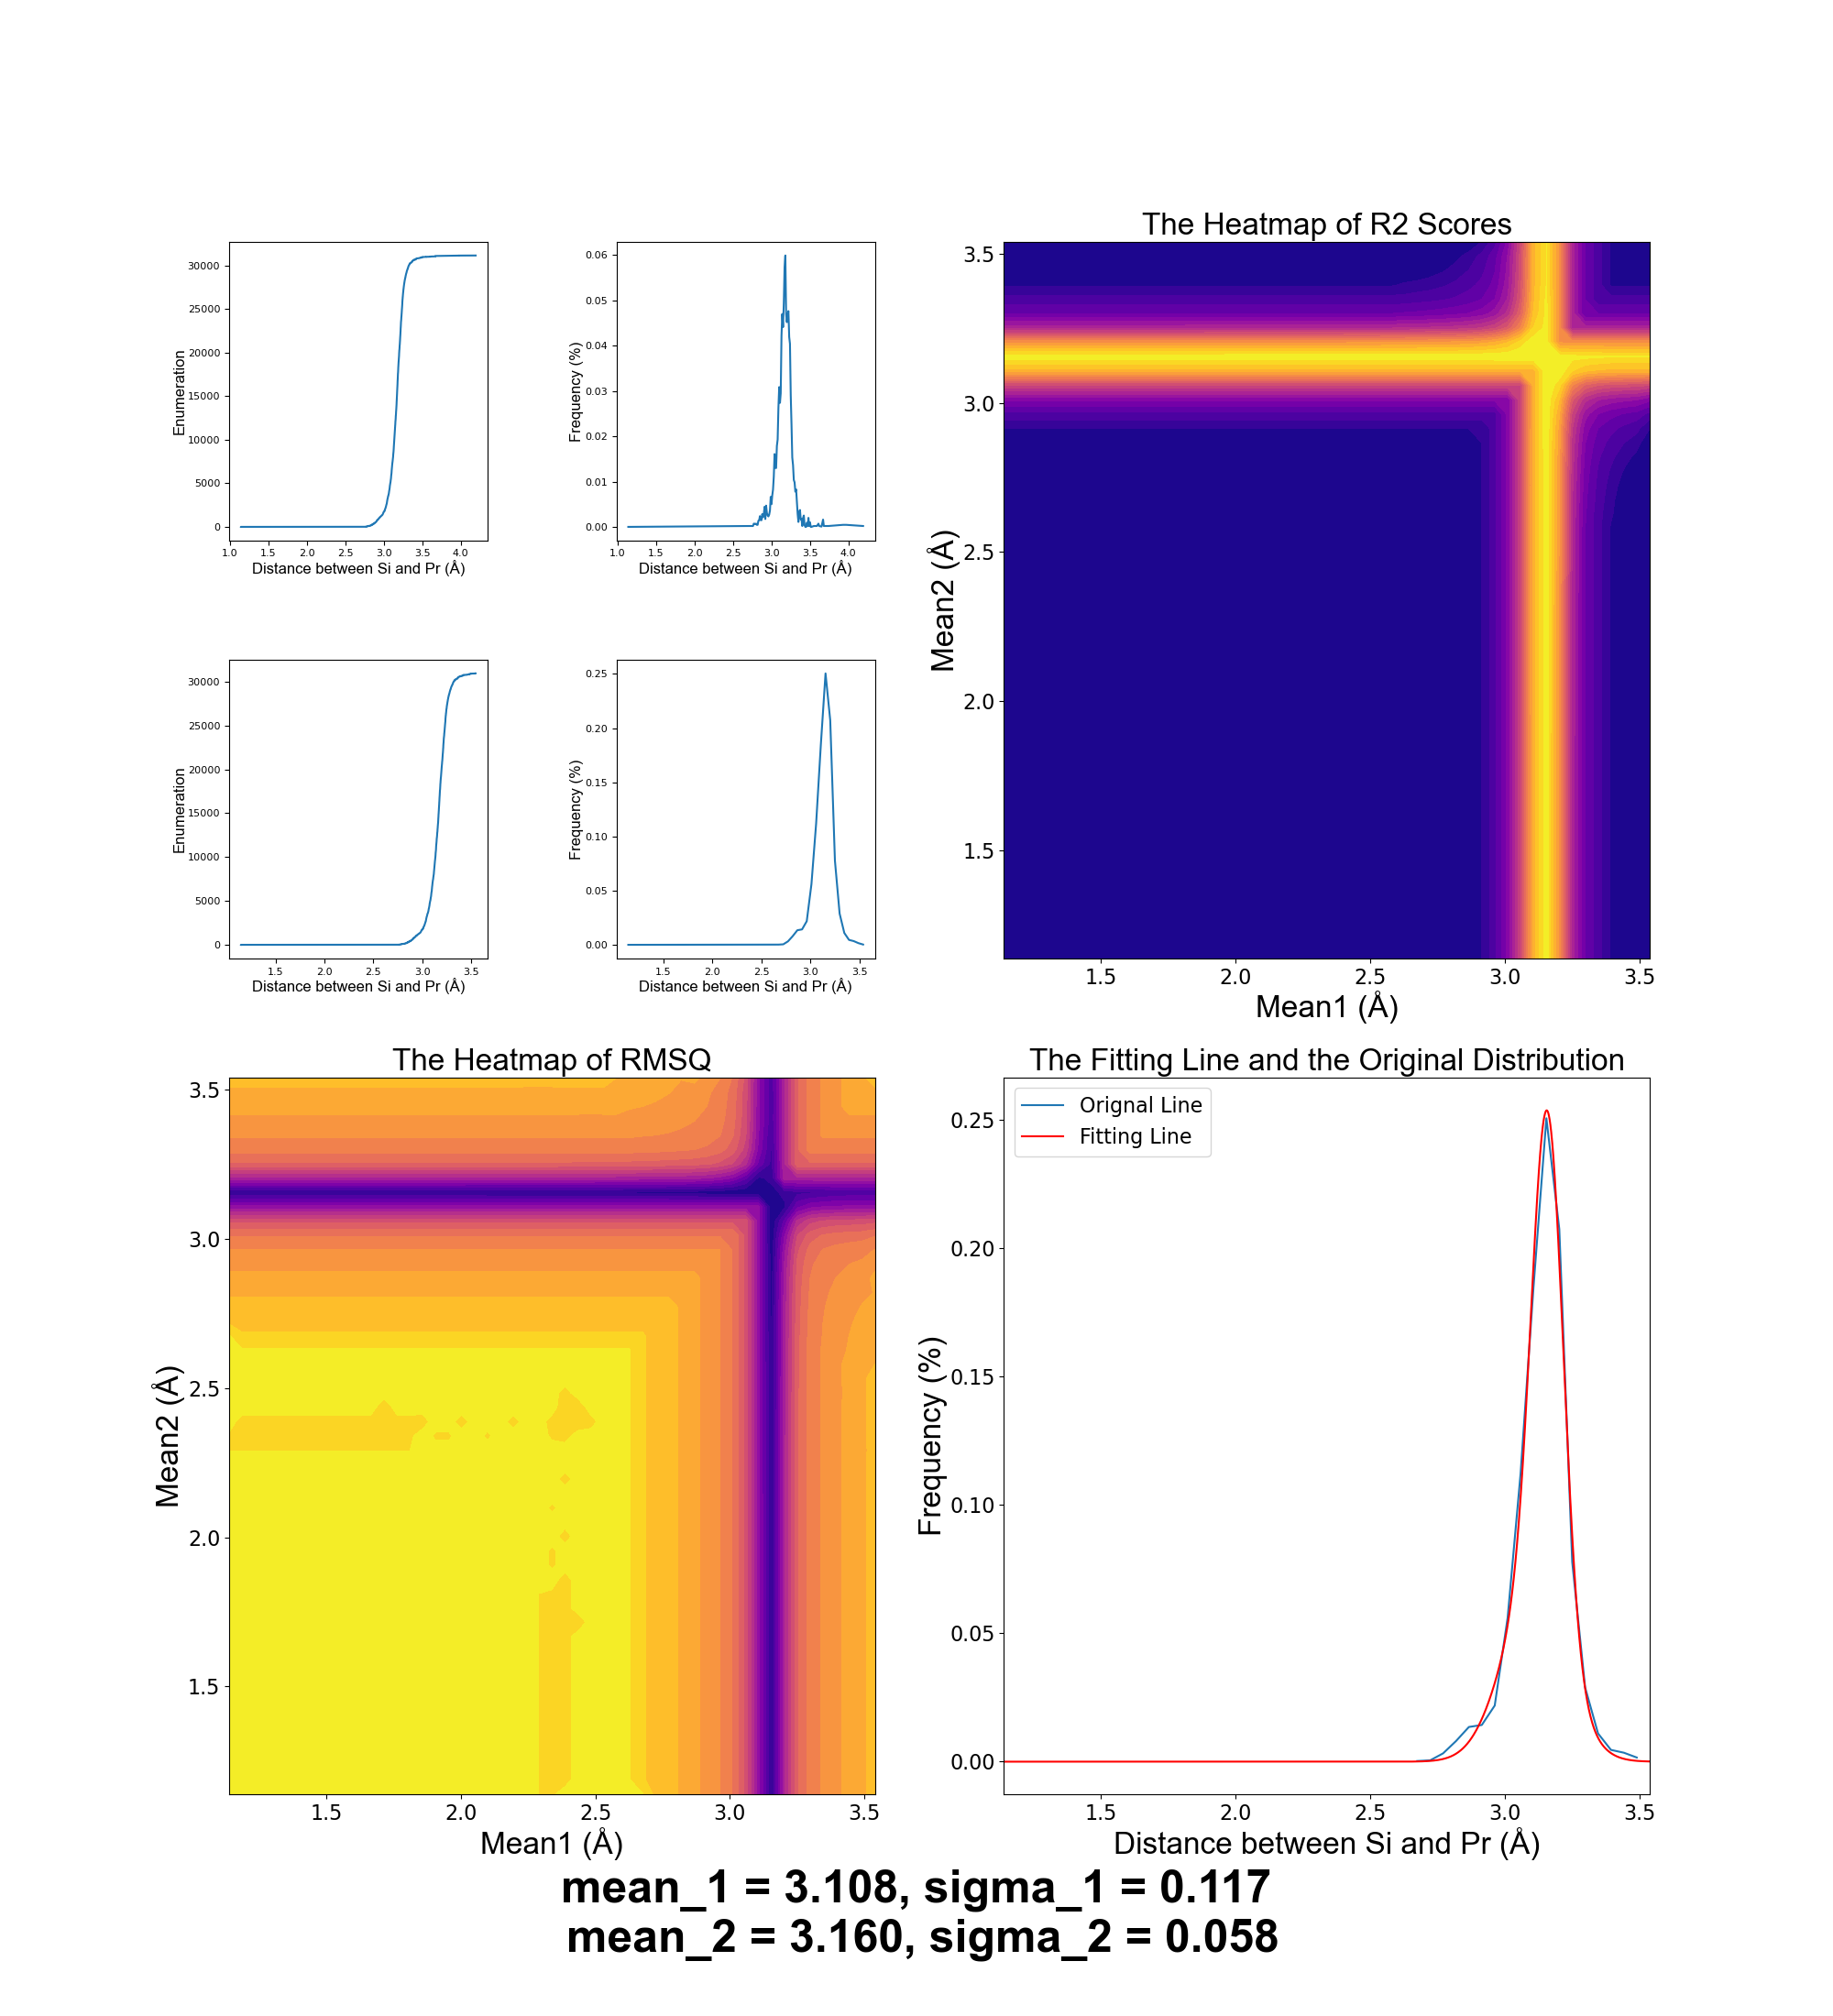 The Heatmap of R2 Scores
30000
25000
20000
15000
10000
5000
0
Enumeration
1.0 1.5 2.0 2.5 3.0 3.5 4.0
Distance between Si and Pr (Å)
0.06
0.05
0.04
0.03
0.02
0.01
0.00
Frequency (%)
1.0 1.5 2.0 2.5 3.0 3.5 4.0
Distance between Si and Pr (Å)
3.5
3.0
2.5
2.0
1.5
Mean2 (Å)
1.5 2.0 2.5 3.0 3.5
Mean1 (Å)
30000
25000
20000
15000
10000
5000
0
Enumeration
1.5 2.0 2.5 3.0 3.5
Distance between Si and Pr (Å)
0.25
0.20
0.15
0.10
0.05
0.00
Frequency (%)
1.5 2.0 2.5 3.0 3.5
Distance between Si and Pr (Å)
The Heatmap of RMSQ
3.5
3.0
2.5
2.0
1.5
Mean2 (Å)
1.5 2.0 2.5 3.0 3.5
Mean1 (Å)
The Fitting Line and the Original Distribution
Orignal Line
Fitting Line
0.25
0.20
0.15
0.10
0.05
0.00
Frequency (%)
1.5 2.0 2.5 3.0 3.5
Distance between Si and Pr (Å)
mean_1 = 3.108, sigma_1 = 0.117
mean_2 = 3.160, sigma_2 = 0.058